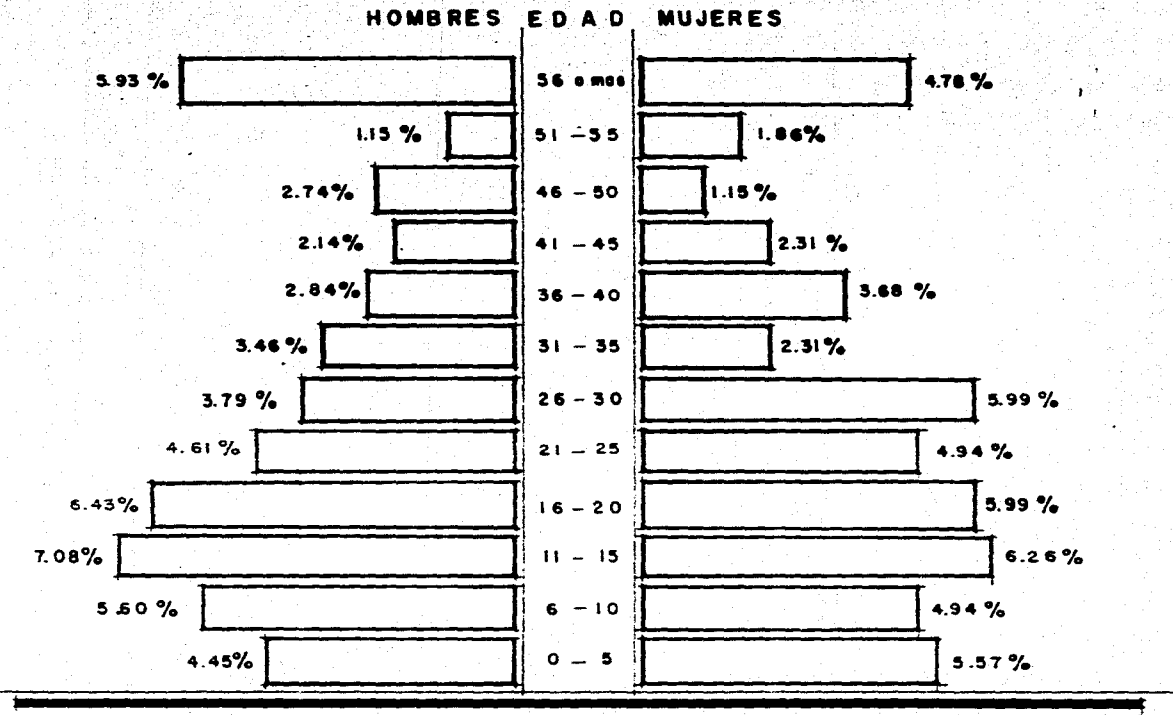 HOMBRES EDAD MUJERES
5.93 % 56 o mas 4.78 %
1.15 % 51 - 55 1.86%
2.74% 46 - 50 1.15 %
2.14% 41 - 45 2.31 %
2.84% 36 - 40 3.68 %
3.46 % 31 - 35 2.31%
3.79 % 26 - 30 5.99 %
4.61 % 21 - 25 4.94 %
6.43% 16 - 20 5.99 %
7.08% 11 - 15 6.26%
5.60 % 6 - 10 4.94 %
4.45% 0 - 5 5.57 %